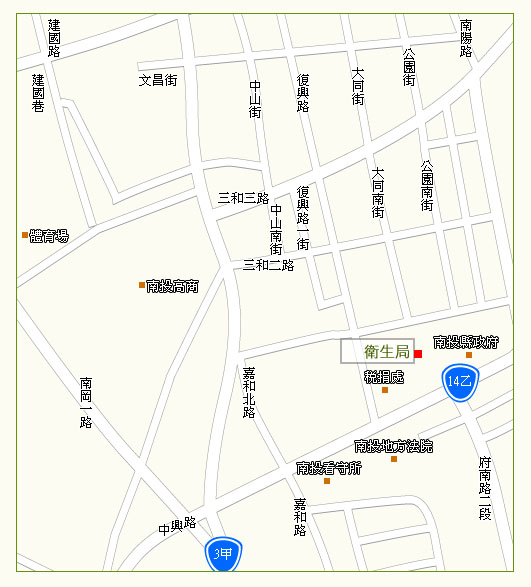 建國路
南陽路
公園街
大同街
復興路
文昌街
中山街
建國巷
公園南街
大同南街
三和三路
復興路一街
中山南街
體育場
三和二路
南投高商
南投縣政府
衛生局
稅捐處
14乙
嘉和北路
南岡一路
南投地方法院
南投看守所
府南路二段
嘉和路
中興路
3甲